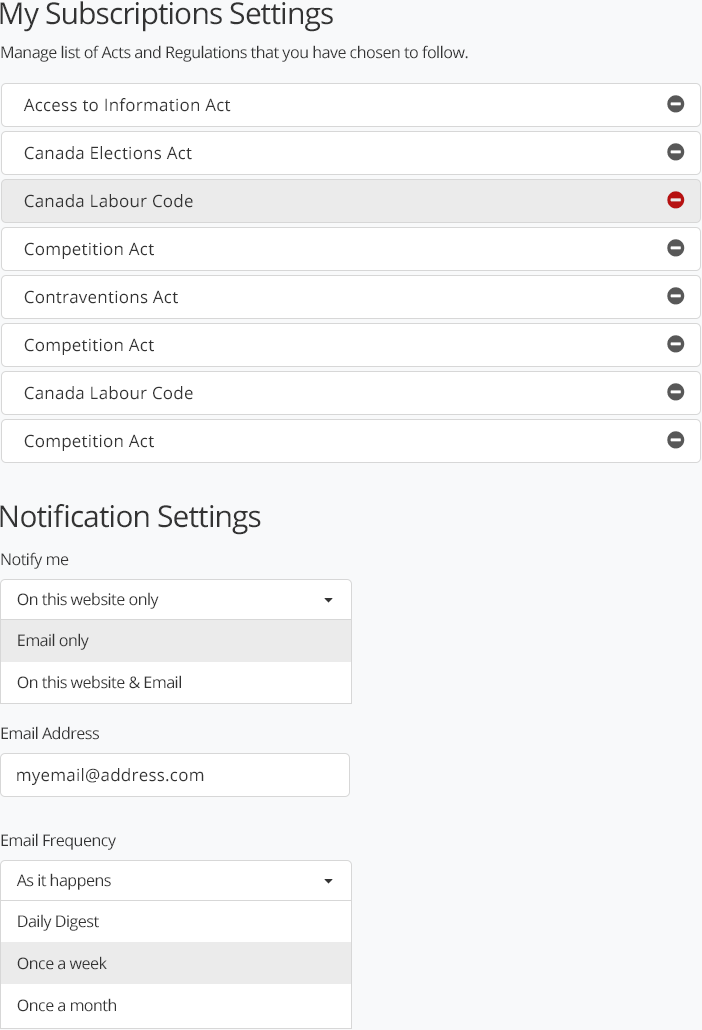 My Subscriptions Settings
Manage list of Acts and Regulations that you have chosen to follow.
Access to Information Act
Canada Elections Act
Canada Labour Code
Competition Act
Contraventions Act
Competition Act
Canada Labour Code
Competition Act
Notification Settings
Notify me
On this website only
Email only
On this website & Email
Email Address
myemail@address.com
Email Frequency
As it happens
Daily Digest
Once a week
Once a month